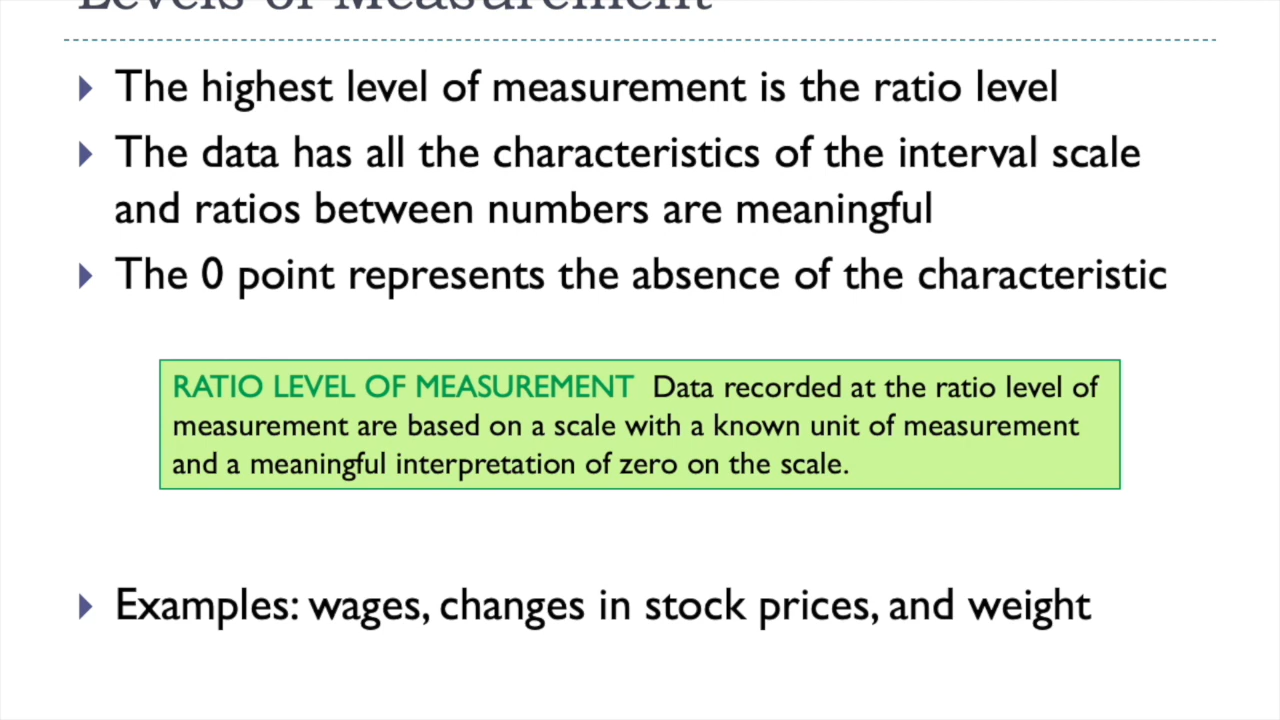 Levels of Measurement
The highest level of measurement is the ratio level
The data has all the characteristics of the interval scale
and ratios between numbers are meaningful
The 0 point represents the absence of the characteristic
RATIO LEVEL OF MEASUREMENT Data recorded at the ratio level of
measurement are based on a scale with a known unit of measurement
and a meaningful interpretation of zero on the scale.
Examples: wages, changes in stock prices, and weight